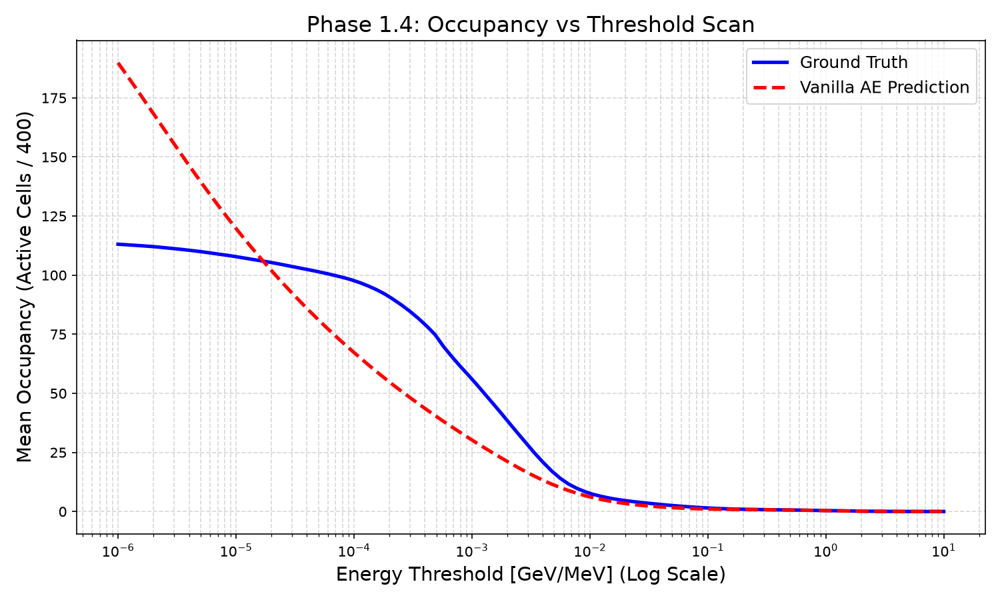 Phase 1.4: Occupancy vs Threshold Scan
Ground Truth
Vanilla AE Prediction
Mean Occupancy (Active Cells / 400)
175
150
125
100
75
50
25
0
10⁻⁶ 10⁻⁵ 10⁻⁴ 10⁻³ 10⁻² 10⁻¹ 10⁰ 10¹
Energy Threshold [GeV/MeV] (Log Scale)